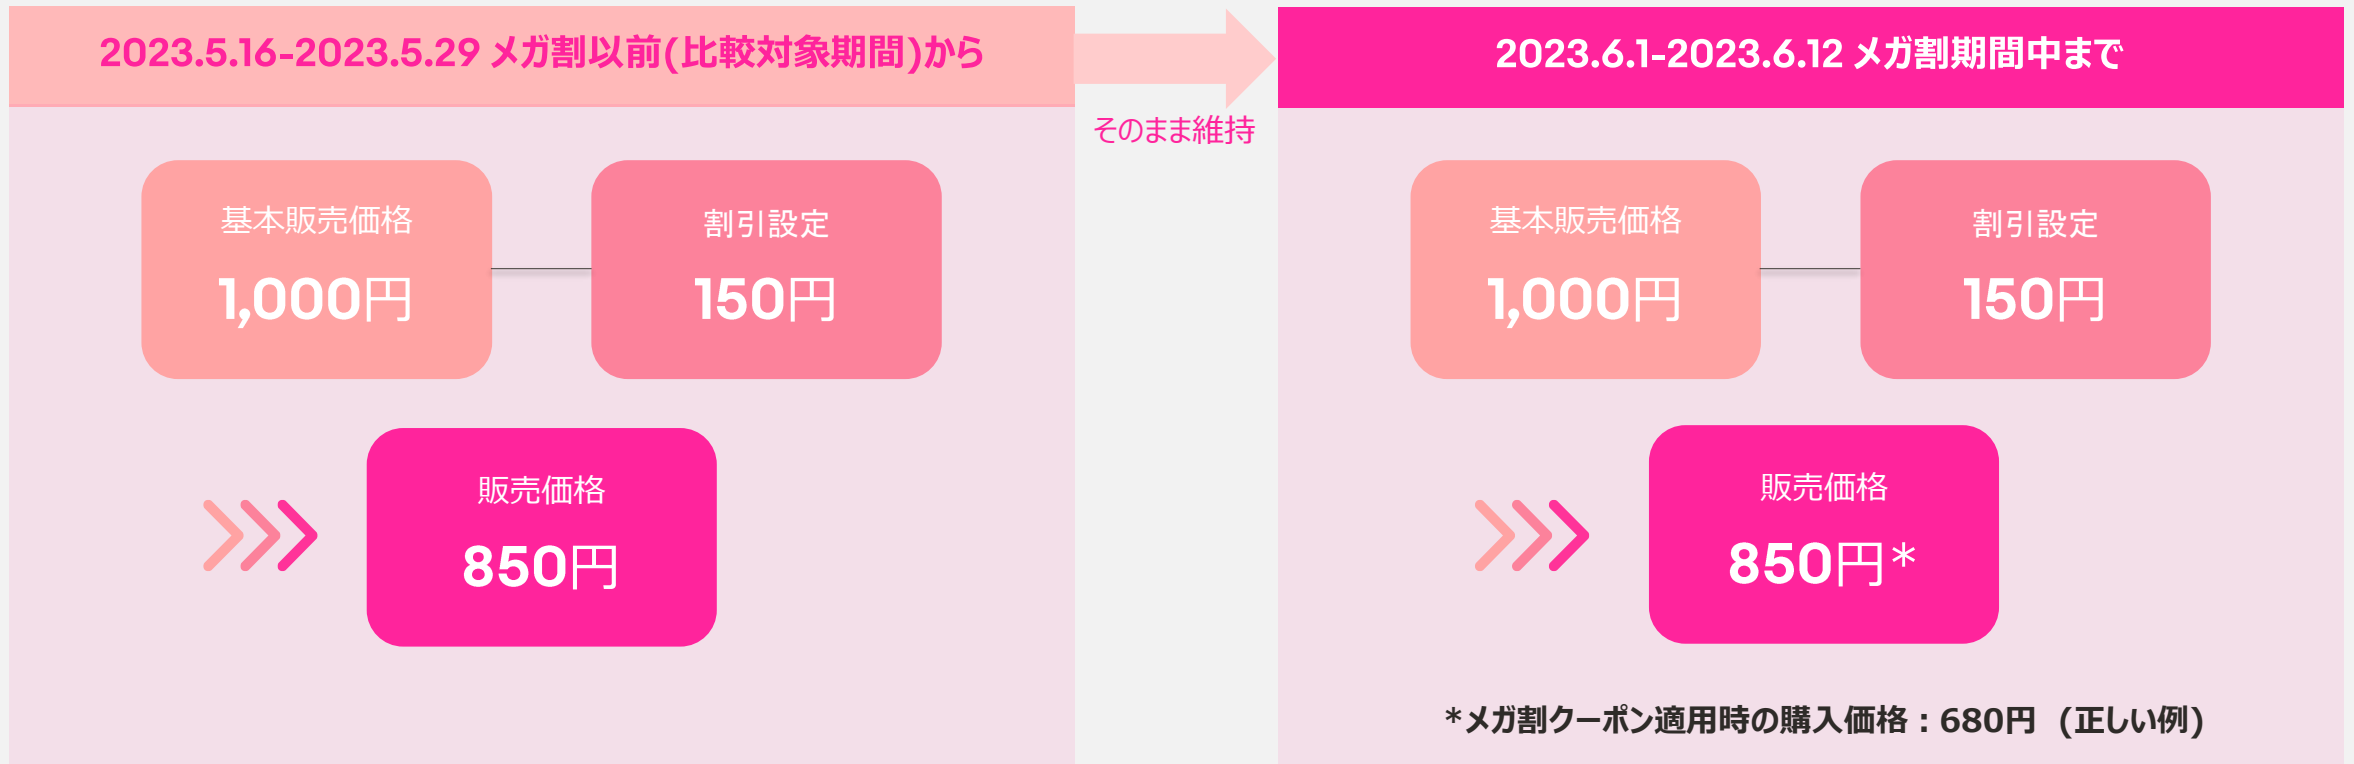 2023.5.16-2023.5.29 メガ割以前(比較対象期間)から
そのまま維持
2023.6.1-2023.6.12 メガ割期間中まで
基本販売価格
1,000円
割引設定
150円
販売価格
850円
基本販売価格
1,000円
割引設定
150円
販売価格
850円*
*メガ割クーポン適用時の購入価格：680円 (正しい例)